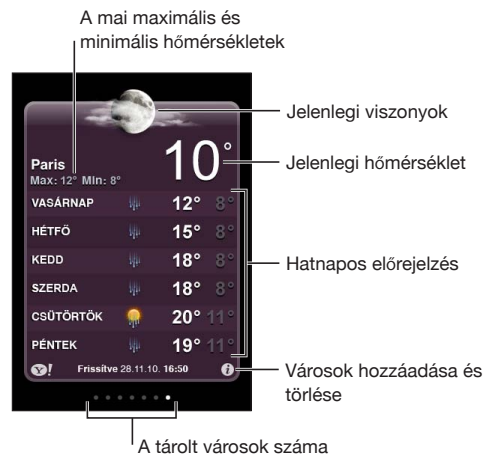 A mai maximális és
minimális hőmérsékletek
Jelenlegi viszonyok
10°
Jelenlegi hőmérséklet
Paris
Max: 12° Min: 8°
VASÁRNAP 12° 8°
HÉTFŐ 15° 8°
KEDD 18° 8°
Hatnapos előrejelzés
SZERDA 18° 8°
CSÜTÖRTÖK 20° 11°
PÉNTEK 19° 11°
Y! Frissítve 28.11.10. 16:50 i
Városok hozzáadása és
törlése
A tárolt városok száma